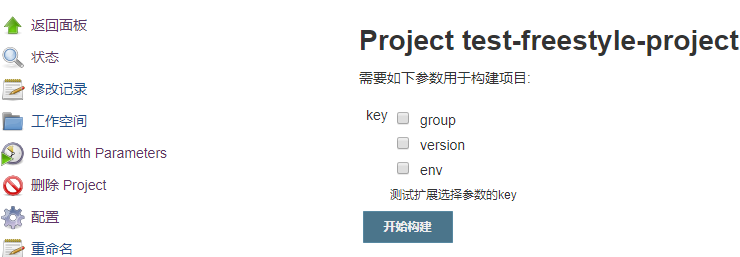 返回面板
状态
修改记录
工作空间
Build with Parameters
删除 Project
配置
重命名
Project test-freestyle-project
需要如下参数用于构建项目:
key
group
version
env
测试扩展选择参数的key
开始构建